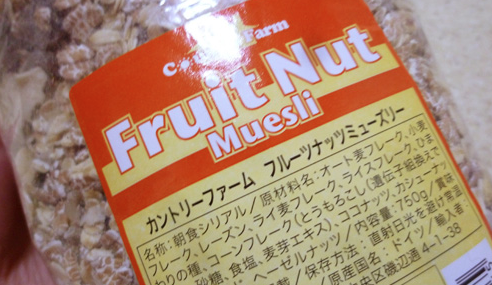 Farm
Fruit Nut
Muesli
カントリーファーム フルーツナッツミューズリー
名称:朝食シリアル/原材料名:オート麦フレーク、小麦
フレーク、レーズン、ライ麦フレーク、ライスフレーク、ひま
わりの種、コーンフレーク(とうもろこし(遺伝子組換えで
砂糖、食塩、麦芽エキス)、ココナッツ、カシューナッ
ド、ヘーゼルナッツ/内容量:750g/賞味
載/保存方法:直射日光を避け常温
原産国名:ドイツ/輸入者:
央区磯辺通4-1-38